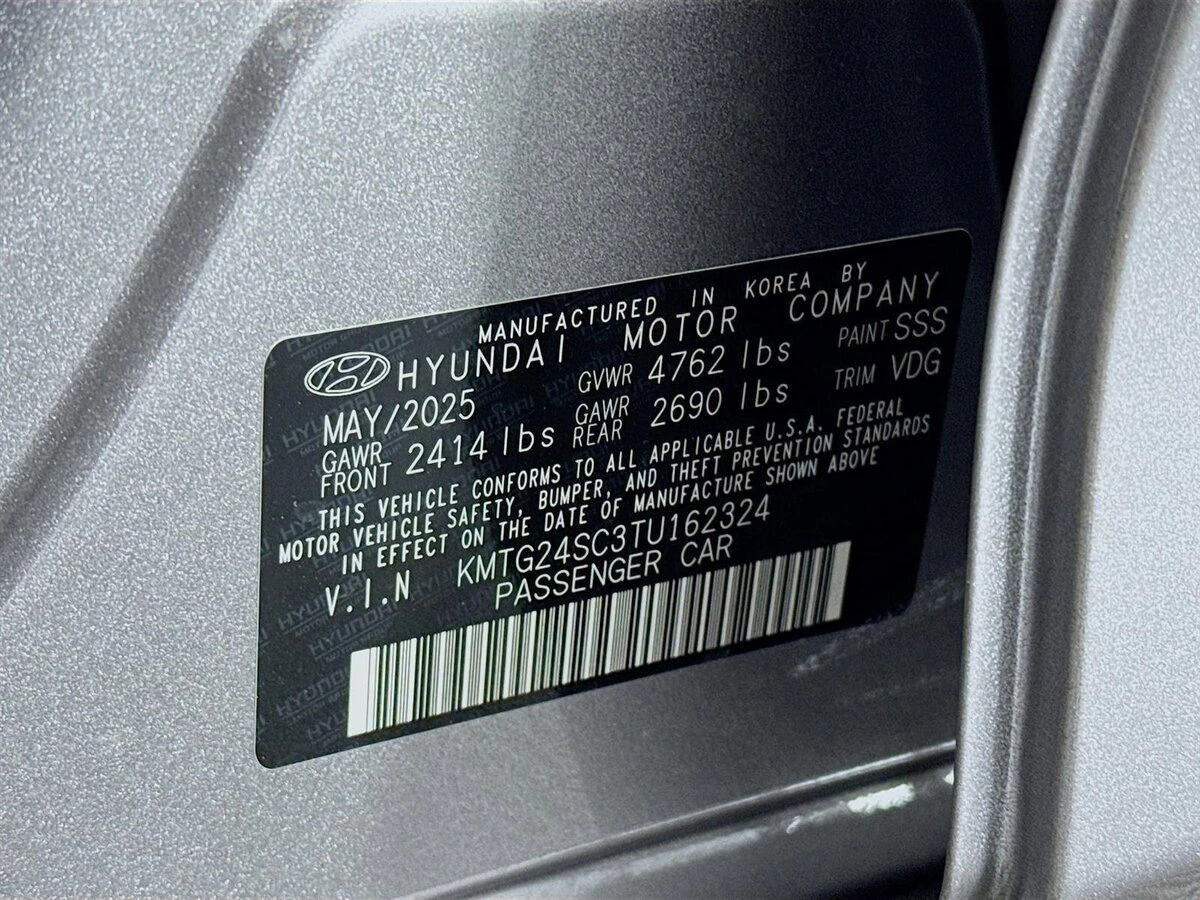 MANUFACTURED IN KOREA BY
HYUNDAI MOTOR COMPANY
MAY/2025 GVWR 4762 lbs PAINT SSS
GAWR FRONT 2414 lbs GAWR REAR 2690 lbs TRIM VDG
THIS VEHICLE CONFORMS TO ALL APPLICABLE U.S.A. FEDERAL
MOTOR VEHICLE SAFETY, BUMPER, AND THEFT PREVENTION STANDARDS
IN EFFECT ON THE DATE OF MANUFACTURE SHOWN ABOVE
V.I.N KMTG24SC3TU162324
PASSENGER CAR